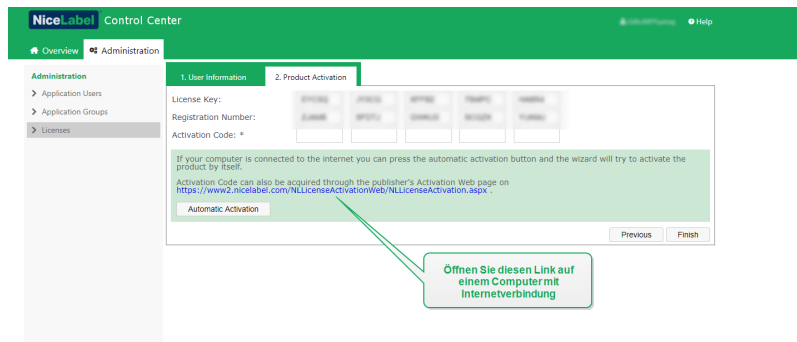 NiceLabel Control Center
Help
Overview Administration
Administration
Application Users
Application Groups
Licenses
1. User Information 2. Product Activation
License Key:
Registration Number:
Activation Code: *
If your computer is connected to the internet you can press the automatic activation button and the wizard will try to activate the
product by itself.
Activation Code can also be acquired through the publisher's Activation Web page on
https://www2.nicelabel.com/NLLicenseActivationWeb/NLLicenseActivation.aspx .
Automatic Activation
Previous Finish
Öffnen Sie diesen Link auf
einem Computer mit
Internetverbindung